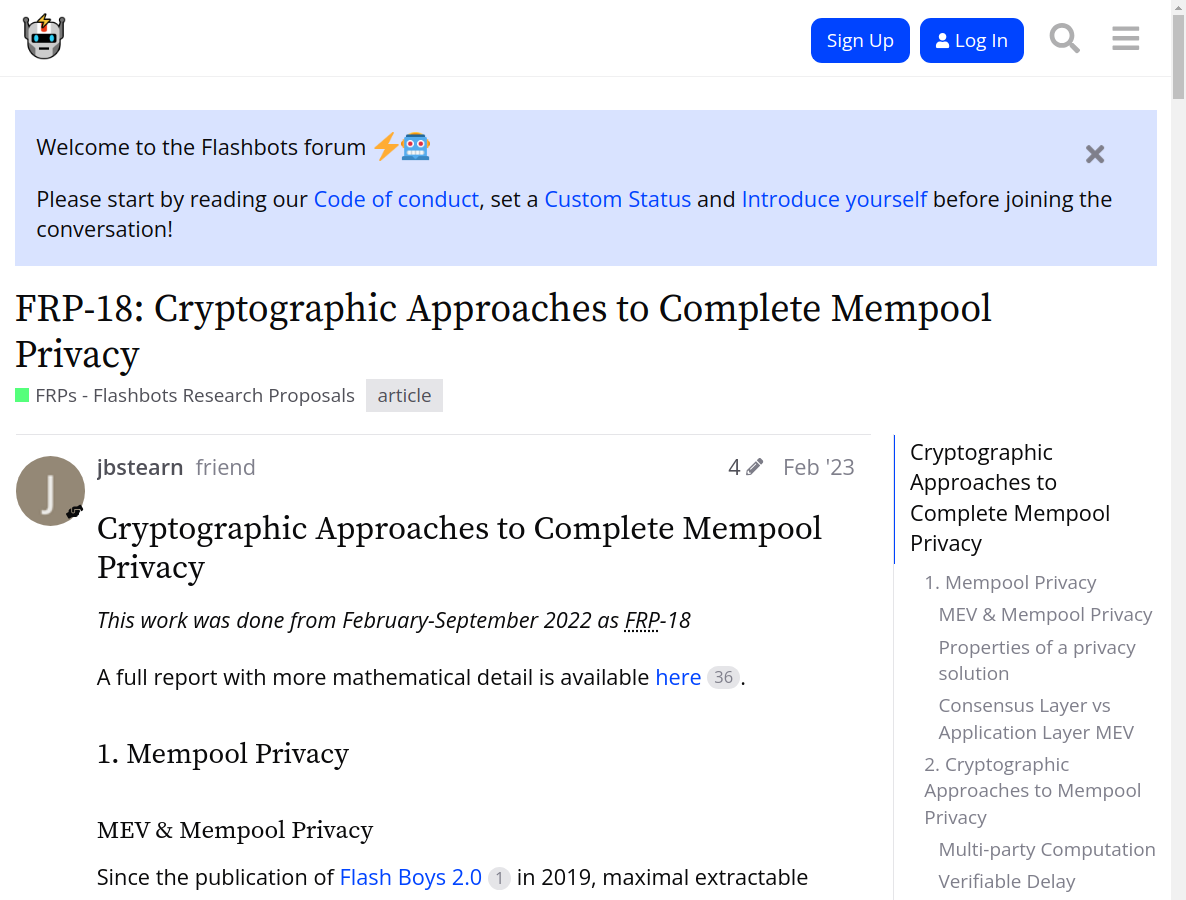 Sign Up
Log In
Welcome to the Flashbots forum
Please start by reading our Code of conduct, set a Custom Status and Introduce yourself before joining the
conversation!
FRP-18: Cryptographic Approaches to Complete Mempool
Privacy
FRPs - Flashbots Research Proposals article
J
jbstearn friend 4 Feb '23
Cryptographic Approaches to Complete Mempool
Privacy
This work was done from February-September 2022 as FRP-18
A full report with more mathematical detail is available here 36.
1. Mempool Privacy
MEV & Mempool Privacy
Since the publication of Flash Boys 2.0 1 in 2019, maximal extractable
Cryptographic
Approaches to
Complete Mempool
Privacy
1. Mempool Privacy
MEV & Mempool Privacy
Properties of a privacy
solution
Consensus Layer vs
Application Layer MEV
2. Cryptographic
Approaches to Mempool
Privacy
Multi-party Computation
Verifiable Delay